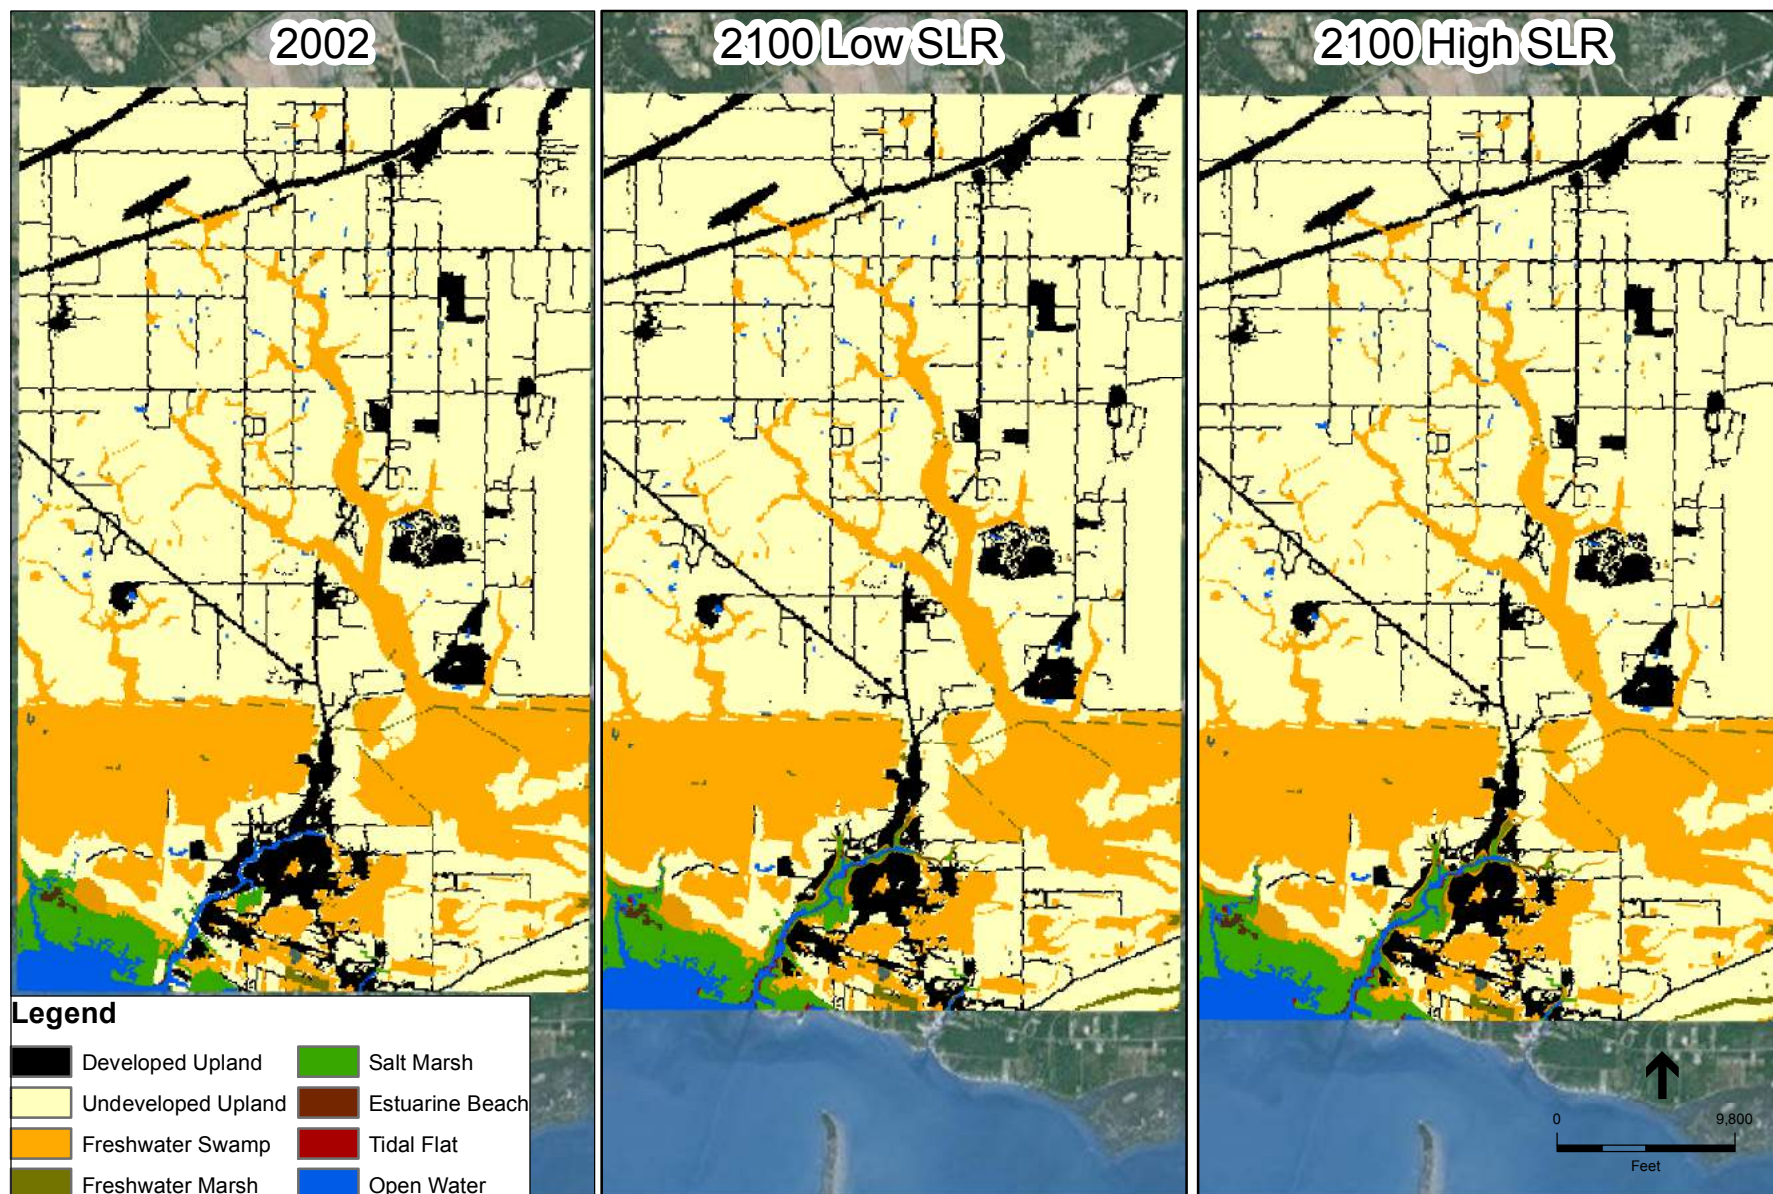 2002
2100 Low SLR
2100 High SLR
Legend
Developed Upland
Undeveloped Upland
Freshwater Swamp
Freshwater Marsh
Salt Marsh
Estuarine Beach
Tidal Flat
Open Water
0 9,800
Feet